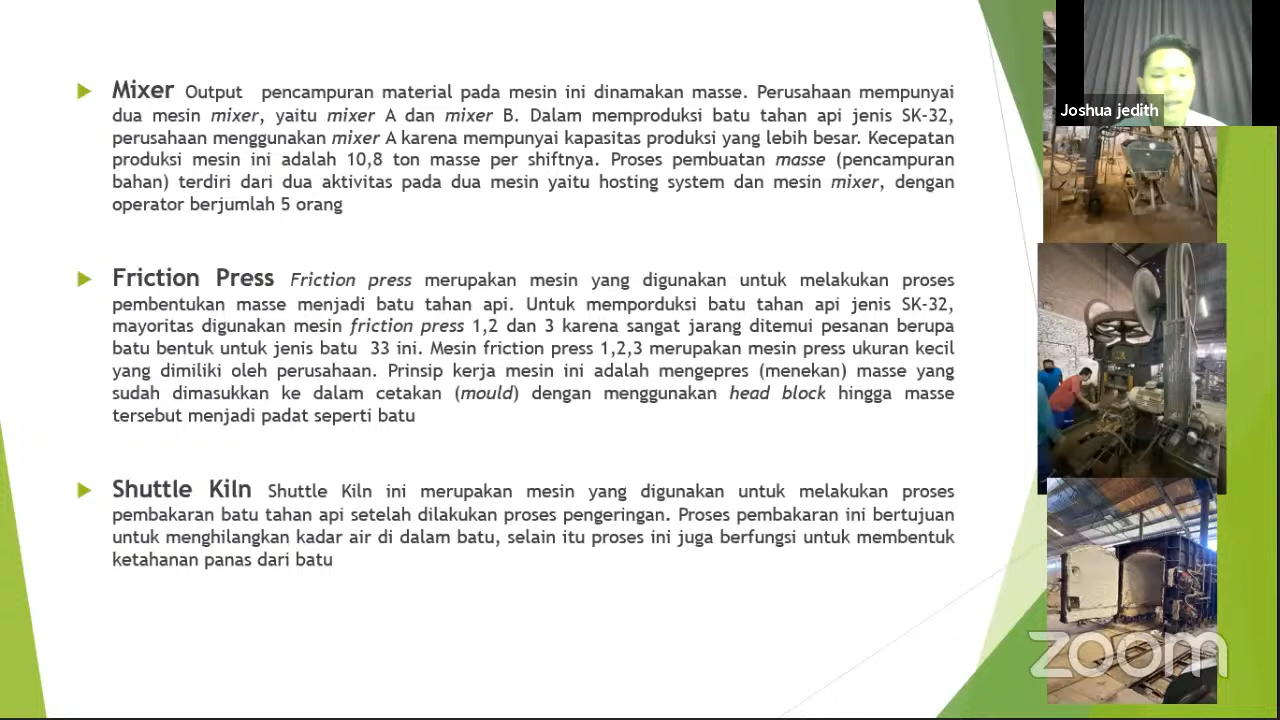 Mixer Output pencampuran material pada mesin ini dinamakan masse. Perusahaan mempunyai
dua mesin mixer, yaitu mixer A dan mixer B. Dalam memproduksi batu tahan api jenis SK-32,
perusahaan menggunakan mixer A karena mempunyai kapasitas produksi yang lebih besar. Kecepatan
produksi mesin ini adalah 10,8 ton masse per shiftnya. Proses pembuatan masse (pencampuran
bahan) terdiri dari dua aktivitas pada dua mesin yaitu hosting system dan mesin mixer, dengan
operator berjumlah 5 orang
Friction Press Friction press merupakan mesin yang digunakan untuk melakukan proses
pembentukan masse menjadi batu tahan api. Untuk memporduksi batu tahan api jenis SK-32,
mayoritas digunakan mesin friction press 1,2 dan 3 karena sangat jarang ditemui pesanan berupa
batu bentuk untuk jenis batu 33 ini. Mesin friction press 1,2,3 merupakan mesin press ukuran kecil
yang dimiliki oleh perusahaan. Prinsip kerja mesin ini adalah mengepres (menekan) masse yang
sudah dimasukkan ke dalam cetakan (mould) dengan menggunakan head block hingga masse
tersebut menjadi padat seperti batu
Shuttle Kiln Shuttle Kiln ini merupakan mesin yang digunakan untuk melakukan proses
pembakaran batu tahan api setelah dilakukan proses pengeringan. Proses pembakaran ini bertujuan
untuk menghilangkan kadar air di dalam batu, selain itu proses ini juga berfungsi untuk membentuk
ketahanan panas dari batu
Joshua jedith
zoom